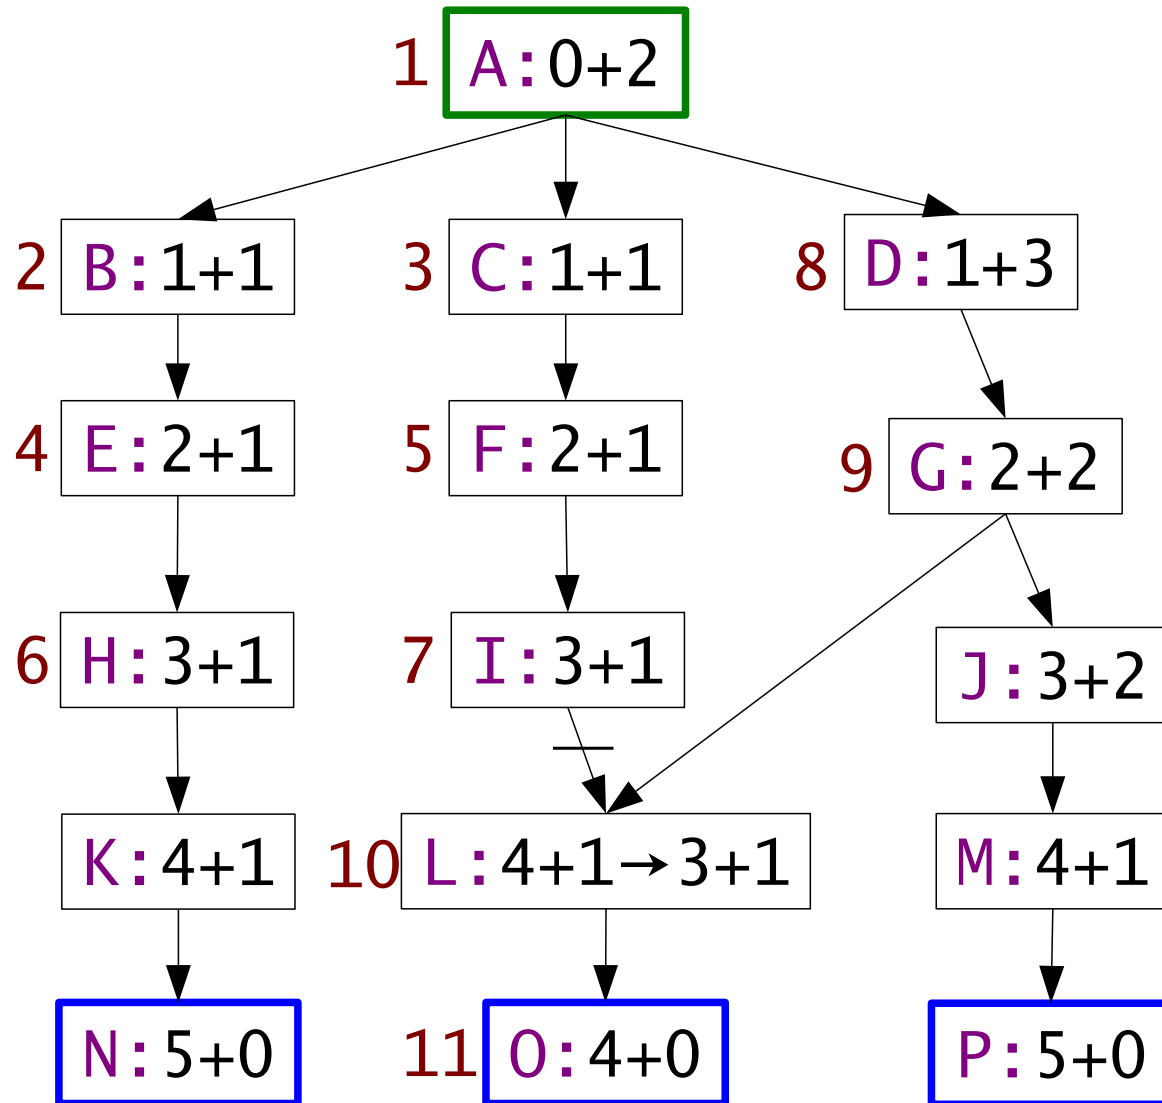 1 A:0+2
2 B:1+1 3 C:1+1 8 D:1+3
4 E:2+1 5 F:2+1 9 G:2+2
6 H:3+1 7 I:3+1 J:3+2
K:4+1 10 L:4+1→3+1 M:4+1
N:5+0 11 O:4+0 P:5+0